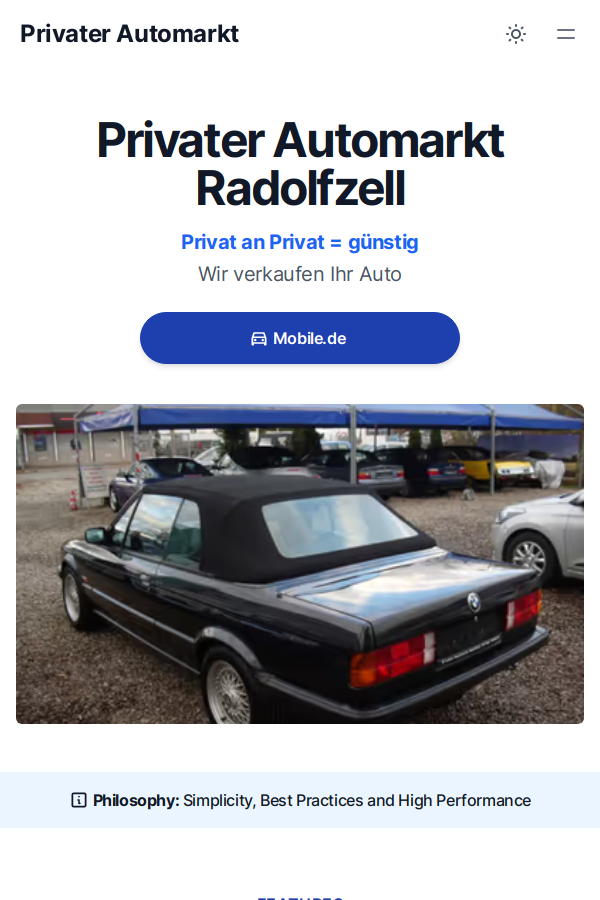 Privater Automarkt
Privater Automarkt
Radolfzell
Privat an Privat = günstig
Wir verkaufen Ihr Auto
Mobile.de
Philosophy: Simplicity, Best Practices and High Performance
FEATURES